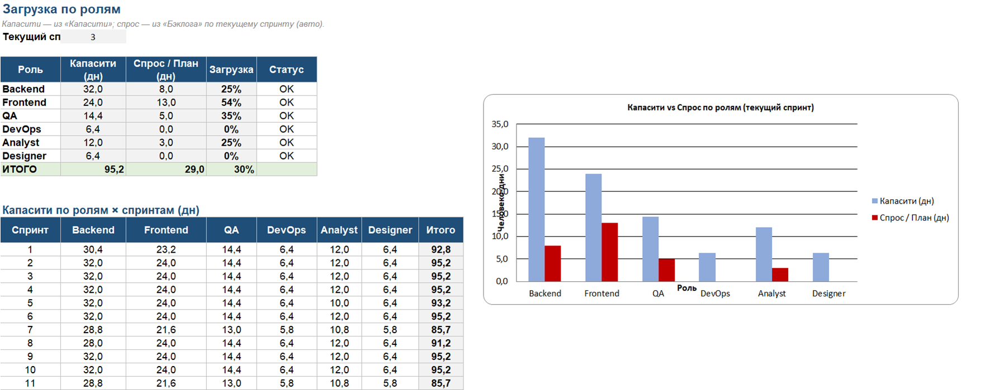 Загрузка по ролям
Капасити — из «Капасити»; спрос — из «Бэклога» по текущему спринту (авто).
Текущий сп 3
Роль Капасити (дн) Спрос / План (дн) Загрузка Статус
Backend 32,0 8,0 25% OK
Frontend 24,0 13,0 54% OK
QA 14,4 5,0 35% OK
DevOps 6,4 0,0 0% OK
Analyst 12,0 3,0 25% OK
Designer 6,4 0,0 0% OK
ИТОГО 95,2 29,0 30%
Капасити по ролям × спринтам (дн)
Спринт Backend Frontend QA DevOps Analyst Designer Итого
1 30,4 23,2 14,4 6,4 12,0 6,4 92,8
2 32,0 24,0 14,4 6,4 12,0 6,4 95,2
3 32,0 24,0 14,4 6,4 12,0 6,4 95,2
4 32,0 24,0 14,4 6,4 12,0 6,4 95,2
5 32,0 24,0 14,4 6,4 10,0 6,4 93,2
6 32,0 24,0 14,4 6,4 12,0 6,4 95,2
7 28,8 21,6 13,0 5,8 10,8 5,8 85,7
8 28,0 24,0 14,4 6,4 12,0 6,4 91,2
9 32,0 24,0 14,4 6,4 12,0 6,4 95,2
10 32,0 24,0 14,4 6,4 12,0 6,4 95,2
11 28,8 21,6 13,0 5,8 10,8 5,8 85,7
Капасити vs Спрос по ролям (текущий спринт)
Человеко-дни
35,0
30,0
25,0
20,0
15,0
10,0
5,0
0,0
Backend Frontend QA DevOps Analyst Designer
Роль
Капасити (дн)
Спрос / План (дн)